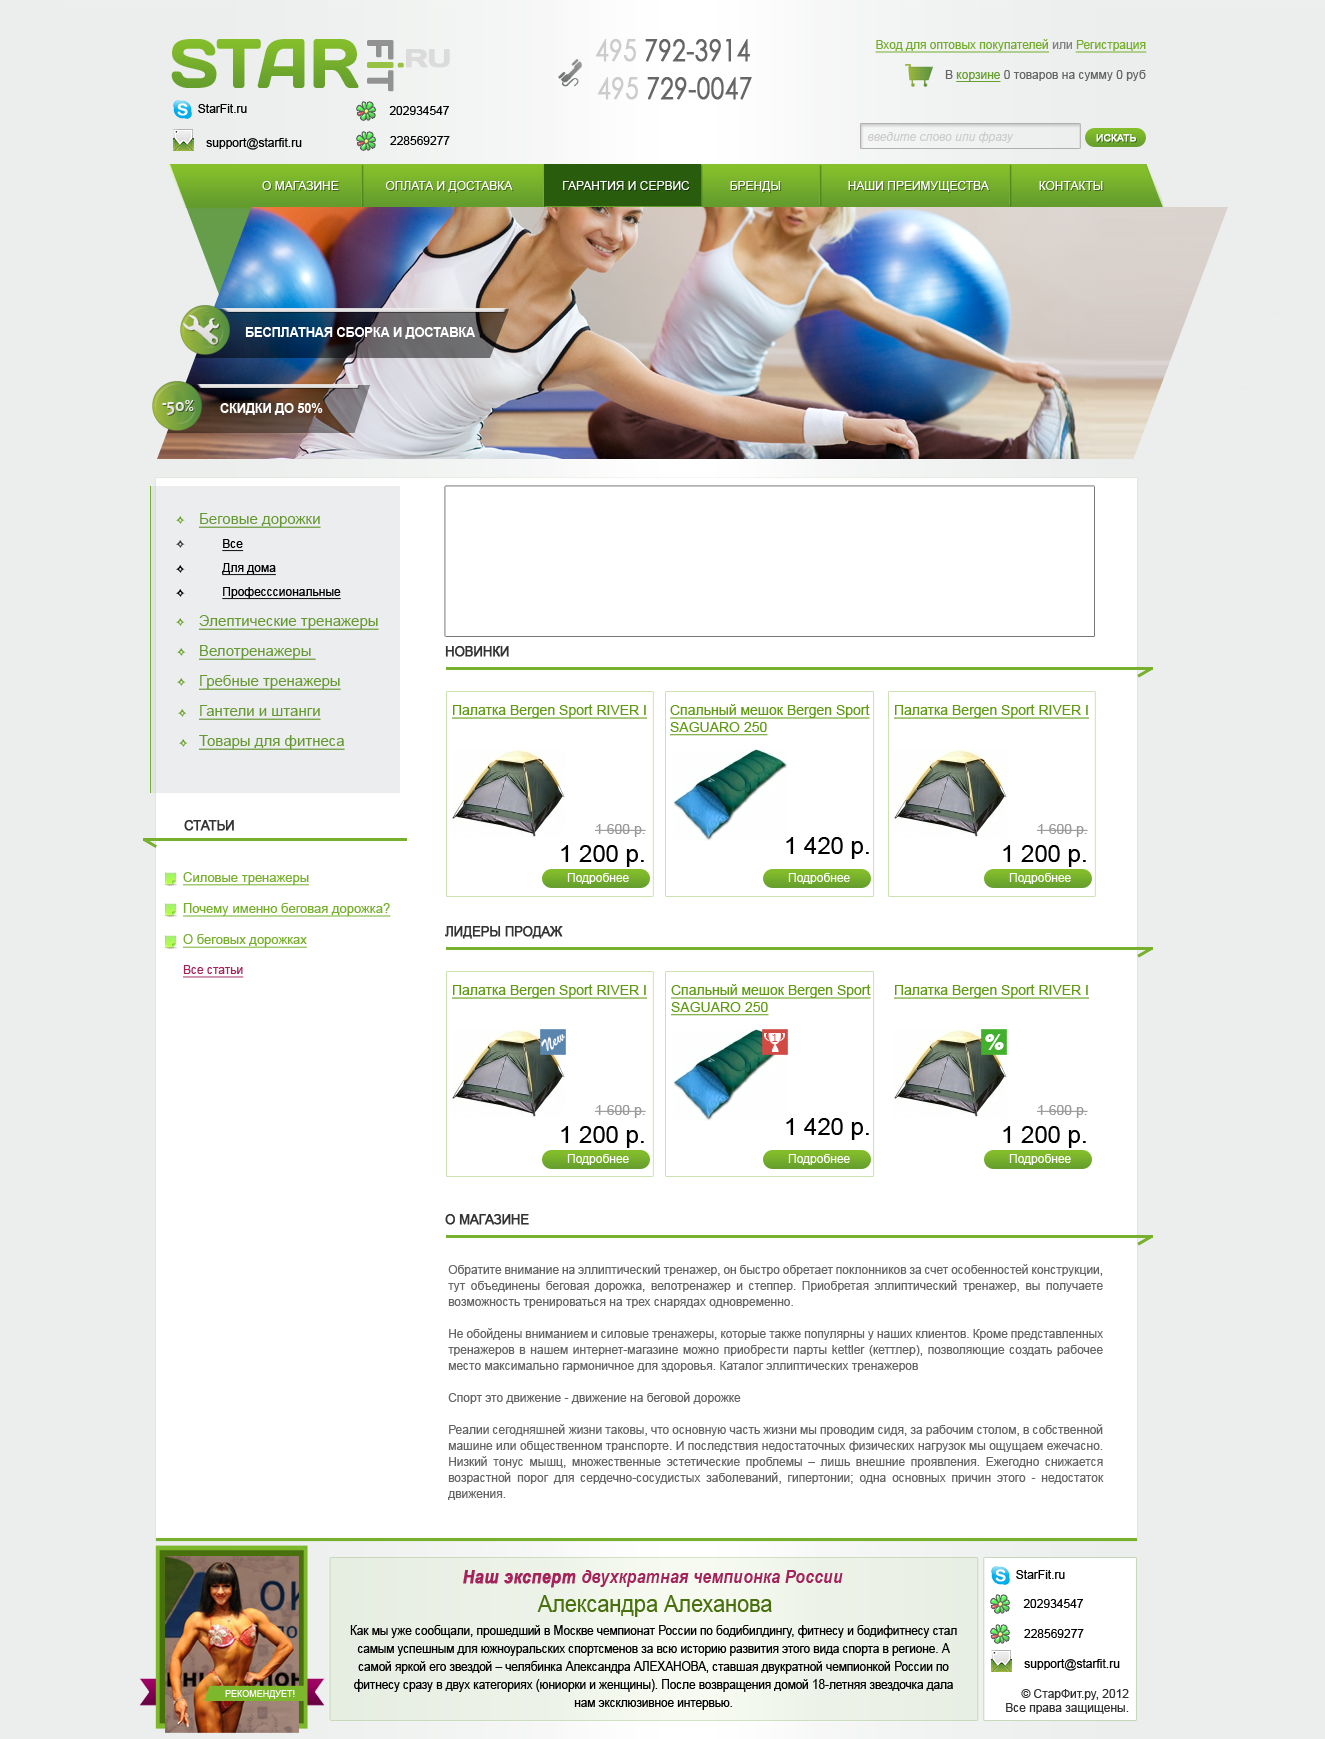 STAR FIT.RU
495 792-3914
495 729-0047
Вход для оптовых покупателей или Регистрация
В корзине 0 товаров на сумму 0 руб
StarFit.ru
202934547
support@starfit.ru
228569277
введите слово или фразу
ИСКАТЬ
О МАГАЗИНЕ
ОПЛАТА И ДОСТАВКА
ГАРАНТИЯ И СЕРВИС
БРЕНДЫ
НАШИ ПРЕИМУЩЕСТВА
КОНТАКТЫ
БЕСПЛАТНАЯ СБОРКА И ДОСТАВКА
-50%
СКИДКИ ДО 50%
Беговые дорожки
Все
Для дома
Професссиональные
Элептические тренажеры
Велотренажеры
Гребные тренажеры
Гантели и штанги
Товары для фитнеса
СТАТЬИ
Силовые тренажеры
Почему именно беговая дорожка?
О беговых дорожках
Все статьи
НОВИНКИ
Палатка Bergen Sport RIVER I
1 600 р.
1 200 р.
Подробнее
Спальный мешок Bergen Sport
SAGUARO 250
1 420 р.
Подробнее
Палатка Bergen Sport RIVER I
1 600 р.
1 200 р.
Подробнее
ЛИДЕРЫ ПРОДАЖ
Палатка Bergen Sport RIVER I
New
1 600 р.
1 200 р.
Подробнее
Спальный мешок Bergen Sport
SAGUARO 250
1
1 420 р.
Подробнее
Палатка Bergen Sport RIVER I
%
1 600 р.
1 200 р.
Подробнее
О МАГАЗИНЕ
Обратите внимание на эллиптический тренажер, он быстро обретает поклонников за счет особенностей конструкции,
тут объединены беговая дорожка, велотренажер и степпер. Приобретая эллиптический тренажер, вы получаете
возможность тренироваться на трех снарядах одновременно.
Не обойдены вниманием и силовые тренажеры, которые также популярны у наших клиентов. Кроме представленных
тренажеров в нашем интернет-магазине можно приобрести парты kettler (кеттлер), позволяющие создать рабочее
место максимально гармоничное для здоровья. Каталог эллиптических тренажеров
Спорт это движение - движение на беговой дорожке
Реалии сегодняшней жизни таковы, что основную часть жизни мы проводим сидя, за рабочим столом, в собственной
машине или общественном транспорте. И последствия недостаточных физических нагрузок мы ощущаем ежечасно.
Низкий тонус мышц, множественные эстетические проблемы – лишь внешние проявления. Ежегодно снижается
возрастной порог для сердечно-сосудистых заболеваний, гипертонии; одна основных причин этого - недостаток
движения.
РЕКОМЕНДУЕТ!
Наш эксперт двухкратная чемпионка России
Александра Алеханова
Как мы уже сообщали, прошедший в Москве чемпионат России по бодибилдингу, фитнесу и бодифитнесу стал
самым успешным для южноуральских спортсменов за всю историю развития этого вида спорта в регионе. А
самой яркой его звездой – челябинка Александра АЛЕХАНОВА, ставшая двукратной чемпионкой России по
фитнесу сразу в двух категориях (юниорки и женщины). После возвращения домой 18-летняя звездочка дала
нам эксклюзивное интервью.
StarFit.ru
202934547
228569277
support@starfit.ru
© СтарФит.ру, 2012
Все права защищены.